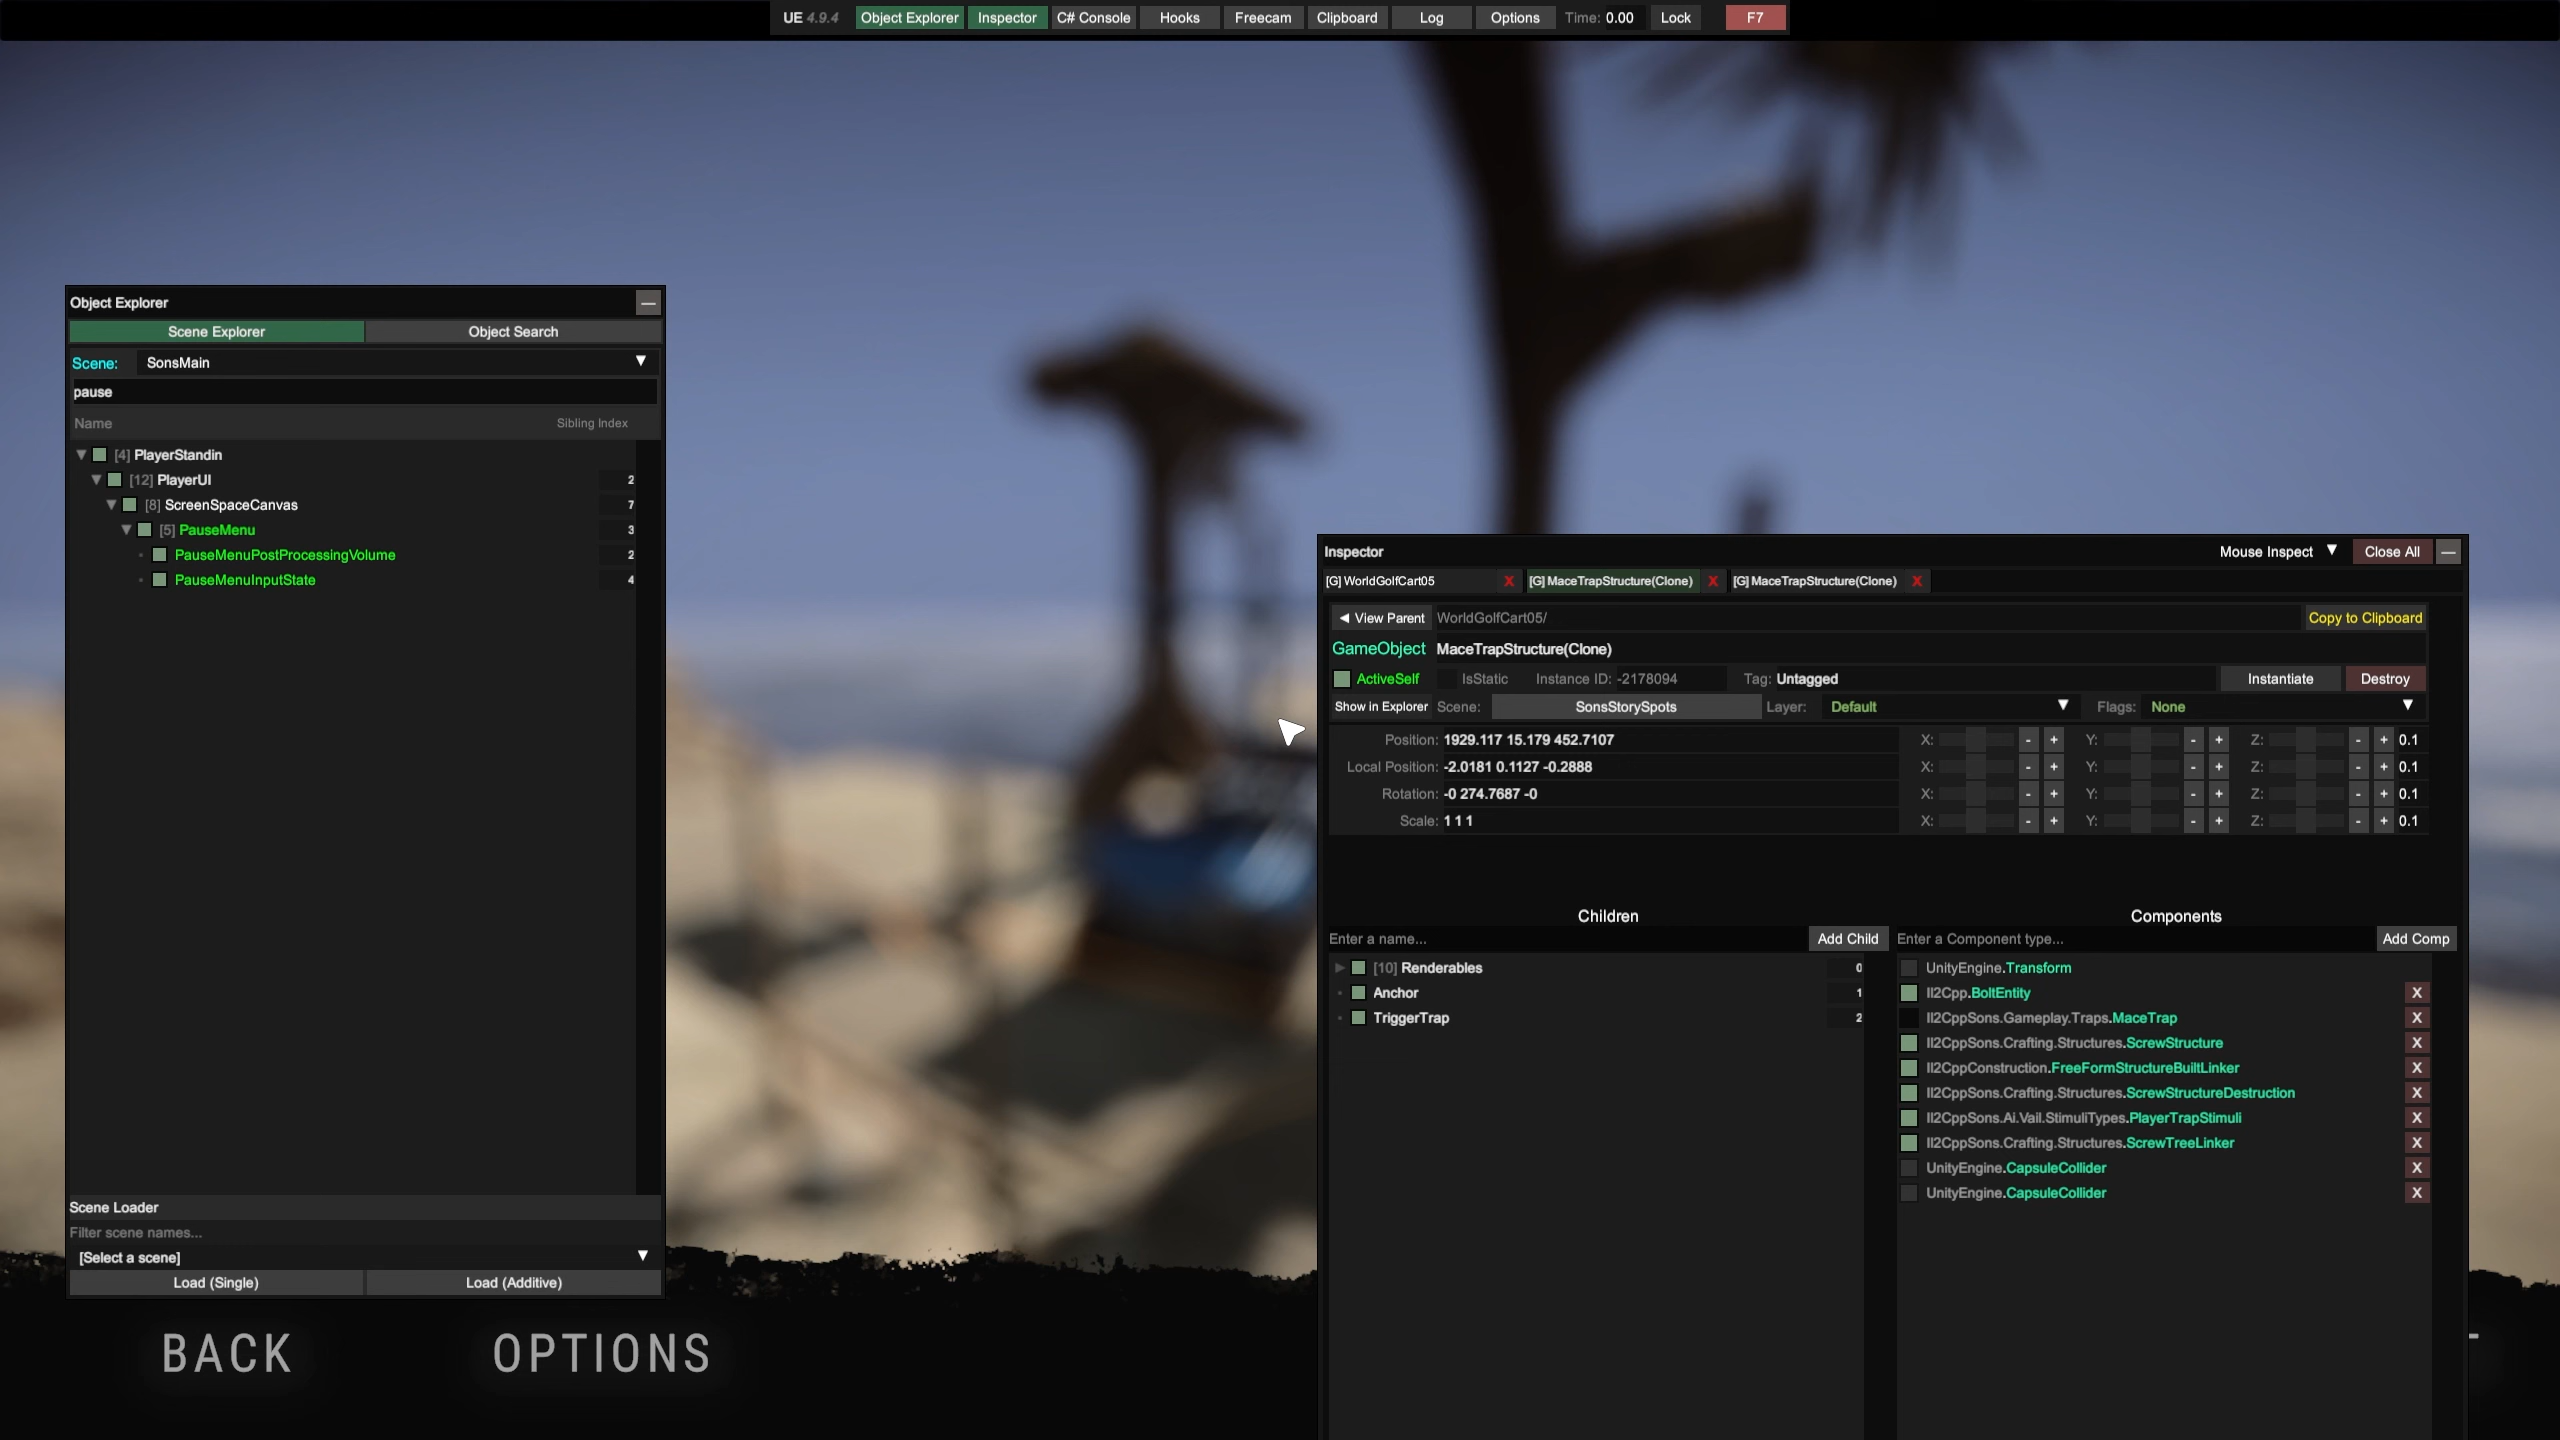 UE 4.9.4 Object Explorer Inspector C# Console Hooks Freecam Clipboard Log Options Time: 0.00 Lock F7
Object Explorer —
Scene Explorer Object Search
Scene: SonsMain ▼
pause
Name Sibling Index
▼ [4] PlayerStandin
▼ [12] PlayerUI 2
▼ [8] ScreenSpaceCanvas 7
▼ [5] PauseMenu 3
PauseMenuPostProcessingVolume 2
PauseMenuInputState 4
Scene Loader
Filter scene names...
[Select a scene] ▼
Load (Single) Load (Additive)
Inspector Mouse Inspect ▼ Close All —
[G] WorldGolfCart05 X [G] MaceTrapStructure(Clone) X [G] MaceTrapStructure(Clone) X
◄ View Parent WorldGolfCart05/ Copy to Clipboard
GameObject MaceTrapStructure(Clone)
ActiveSelf IsStatic Instance ID: -2178094 Tag: Untagged Instantiate Destroy
Show in Explorer Scene: SonsStorySpots Layer: Default ▼ Flags: None ▼
Position: 1929.117 15.179 452.7107 X: - + Y: - + Z: - + 0.1
Local Position: -2.0181 0.1127 -0.2888 X: - + Y: - + Z: - + 0.1
Rotation: -0 274.7687 -0 X: - + Y: - + Z: - + 0.1
Scale: 1 1 1 X: - + Y: - + Z: - + 0.1
Children
Enter a name... Add Child
► [10] Renderables 0
Anchor 1
TriggerTrap 2
Components
Enter a Component type... Add Comp
UnityEngine.Transform
Il2Cpp.BoltEntity X
Il2CppSons.Gameplay.Traps.MaceTrap X
Il2CppSons.Crafting.Structures.ScrewStructure X
Il2CppConstruction.FreeFormStructureBuiltLinker X
Il2CppSons.Crafting.Structures.ScrewStructureDestruction X
Il2CppSons.Ai.Vail.StimuliTypes.PlayerTrapStimuli X
Il2CppSons.Crafting.Structures.ScrewTreeLinker X
UnityEngine.CapsuleCollider X
UnityEngine.CapsuleCollider X
BACK OPTIONS